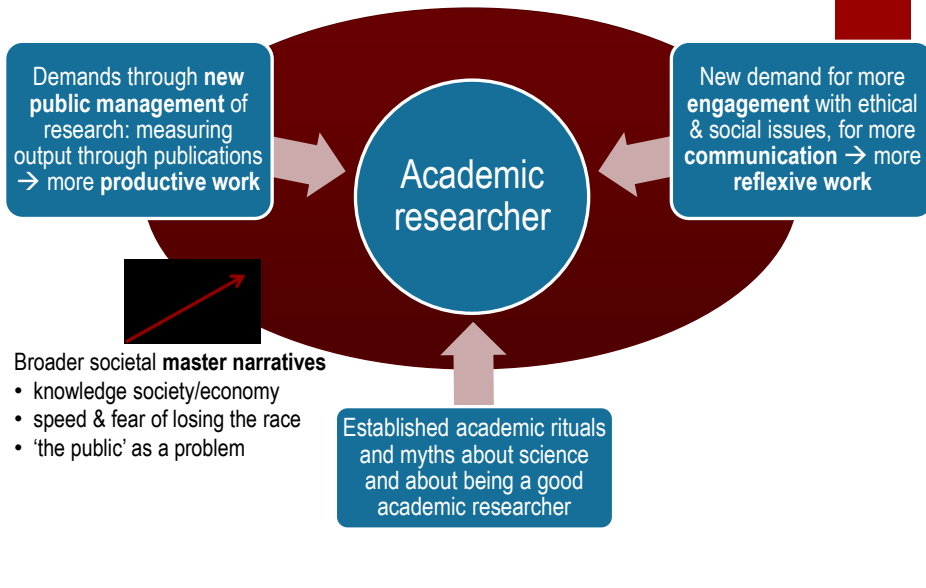 Demands through new
public management of
research: measuring
output through publications
→ more productive work
New demand for more
engagement with ethical
& social issues, for more
communication → more
reflexive work
Academic
researcher
Broader societal master narratives
• knowledge society/economy
• speed & fear of losing the race
• ‘the public’ as a problem
Established academic rituals
and myths about science
and about being a good
academic researcher